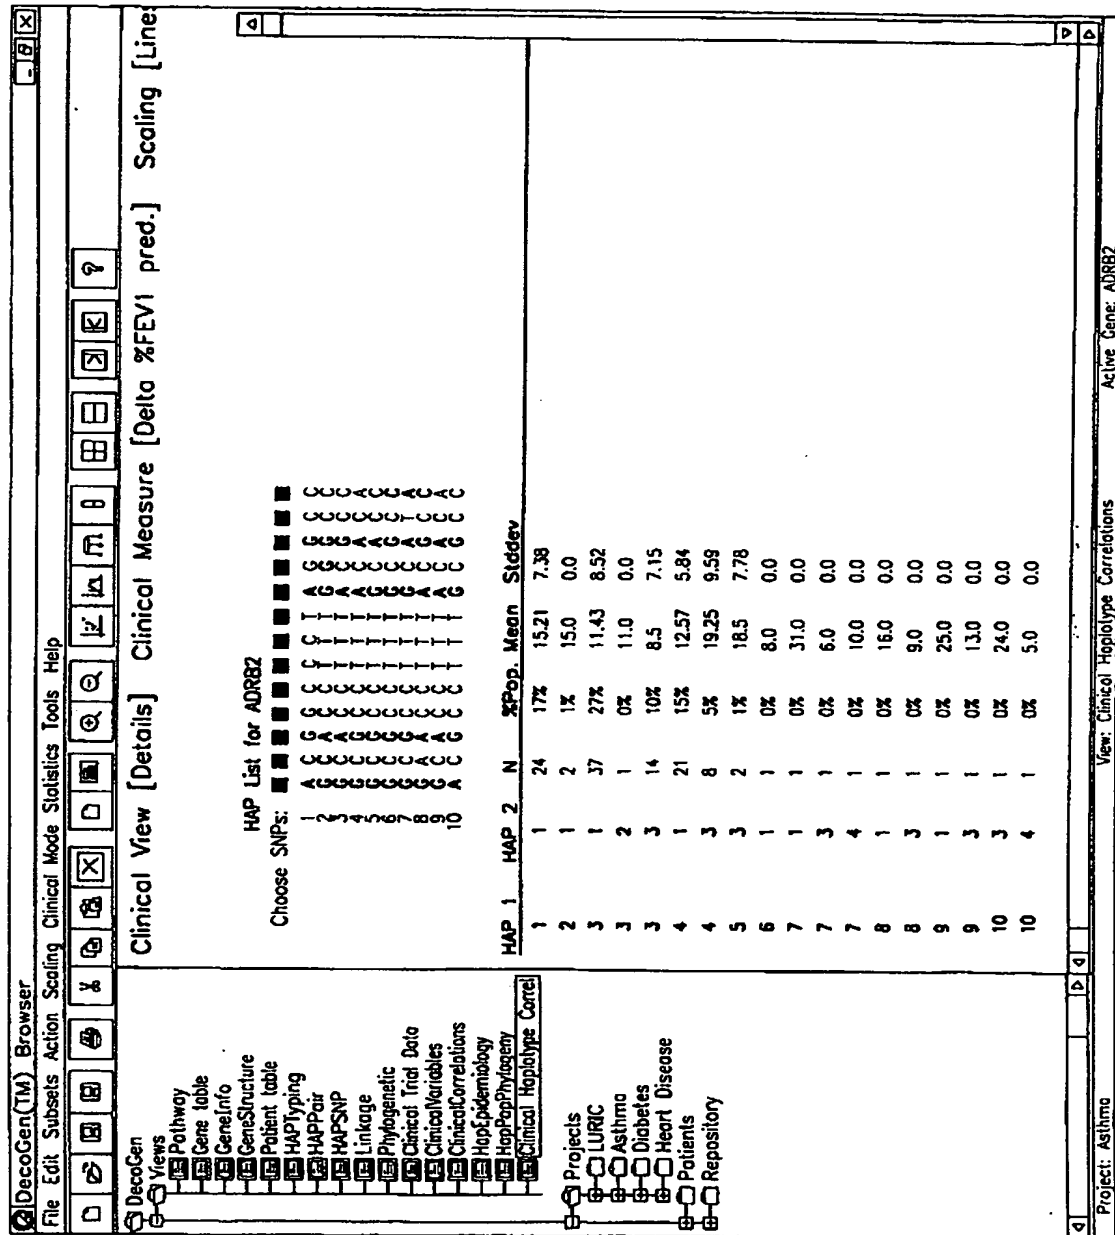 DecoGen(TM) Browser
File Edit Subsets Action Scaling Clinical Mode Statistics Tools Help
DecoGen
Views
Pathway
Gene table
GeneInfo
GeneStructure
Patient table
HAPTyping
HAPPair
HAPSNP
Linkage
Phylogenetic
Clinical Trial Data
ClinicalVariables
ClinicalCorrelations
HapEpidemiology
HapPopPhylogeny
Clinical Haplotype Correl
Projects
LURIC
Asthma
Diabetes
Heart Disease
Patients
Repository
Clinical View [Details] Clinical Measure [Delta %FEV1 pred.] Scaling [Lines
HAP List for ADRB2
Choose SNPs:
1
2
3
4
5
6
7
8
9
10
HAP 1 HAP 2 N %Pop. Mean Stddev
1 1 24 17% 15.21 7.38
2 1 2 1% 15.0 0.0
3 1 37 27% 11.43 8.52
3 2 1 0% 11.0 0.0
3 3 14 10% 8.5 7.15
4 1 21 15% 12.57 5.84
4 3 8 5% 19.25 9.59
5 3 2 1% 18.5 7.78
6 1 1 0% 8.0 0.0
7 1 1 0% 31.0 0.0
7 3 1 0% 6.0 0.0
7 4 1 0% 10.0 0.0
8 1 1 0% 16.0 0.0
8 3 1 0% 9.0 0.0
9 1 1 0% 25.0 0.0
9 3 1 0% 13.0 0.0
10 3 1 0% 24.0 0.0
10 4 1 0% 5.0 0.0
Project: Asthma View: Clinical Haplotype Correlations Active Gene: ADRB2